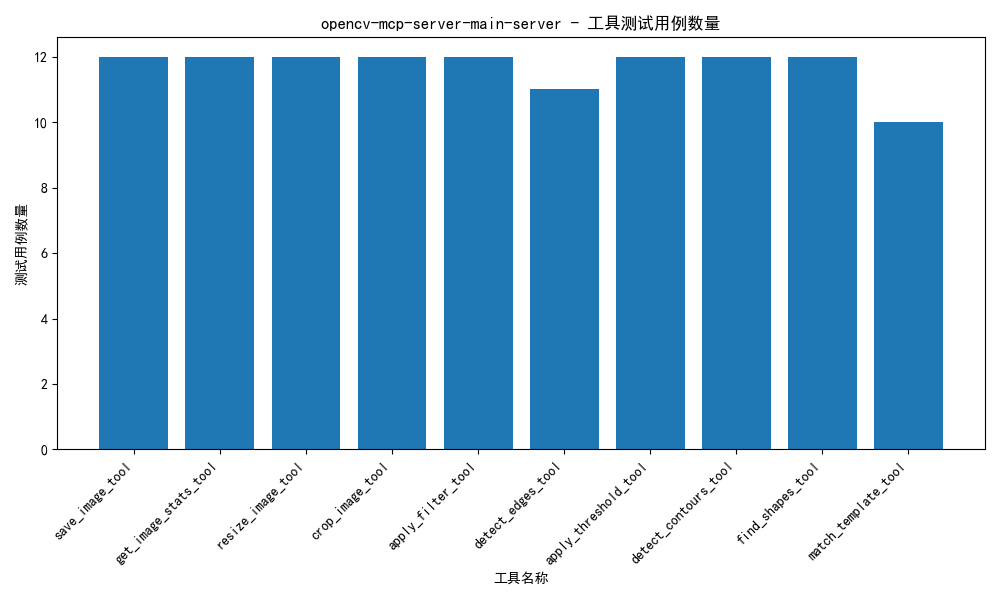 opencv-mcp-server-main-server - 工具测试用例数量
测试用例数量
12
10
8
6
4
2
0
save_image_tool
get_image_stats_tool
resize_image_tool
crop_image_tool
apply_filter_tool
detect_edges_tool
apply_threshold_tool
detect_contours_tool
find_shapes_tool
match_template_tool
工具名称